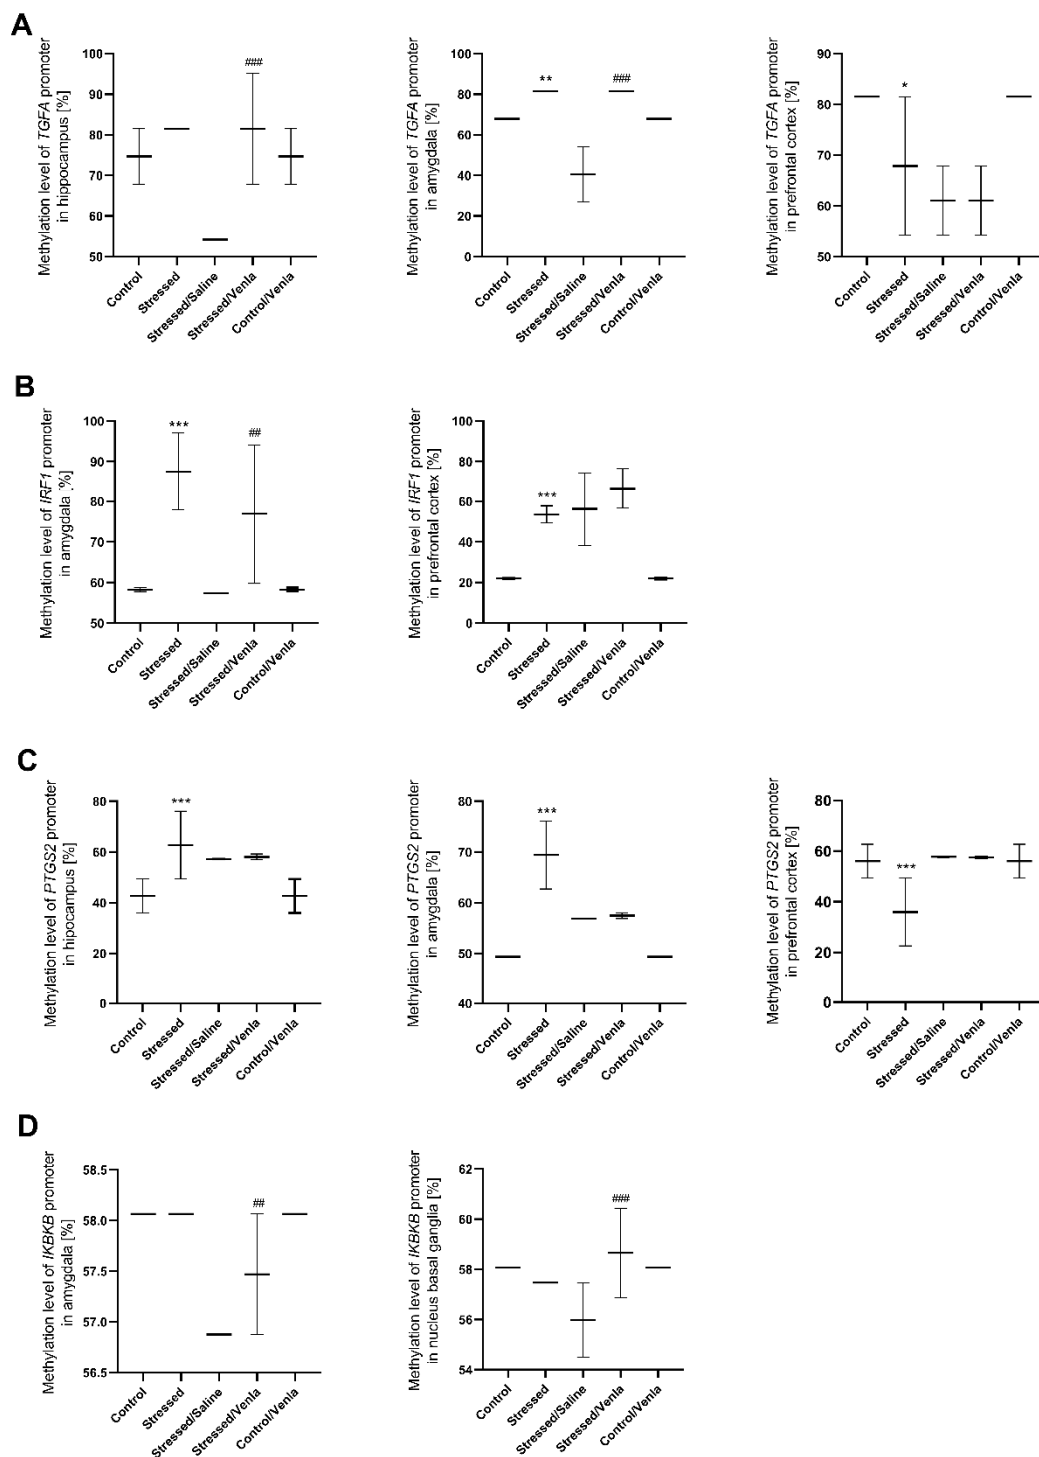 A
Methylation level of TGFA promoter
in hippocampus [%]
100
90
80
70
60
50
###
Control
Stressed
Stressed/Saline
Stressed/Venla
Control/Venla
Methylation level of TGFA promoter
in amygdala [%]
100
80
60
40
20
0
**
###
Control
Stressed
Stressed/Saline
Stressed/Venla
Control/Venla
Methylation level of TGFA promoter
in prefrontal cortex [%]
90
80
70
60
50
*
Control
Stressed
Stressed/Saline
Stressed/Venla
Control/Venla
B
Methylation level of IRF1 promoter
in amygdala [%]
100
90
80
70
60
50
***
##
Control
Stressed
Stressed/Saline
Stressed/Venla
Control/Venla
Methylation level of IRF1 promoter
in prefrontal cortex [%]
100
80
60
40
20
0
***
Control
Stressed
Stressed/Saline
Stressed/Venla
Control/Venla
C
Methylation level of PTGS2 promoter
in hipocampus [%]
80
60
40
20
0
***
Control
Stressed
Stressed/Saline
Stressed/Venla
Control/Venla
Methylation level of PTGS2 promoter
in amygdala [%]
80
70
60
50
40
***
Control
Stressed
Stressed/Saline
Stressed/Venla
Control/Venla
Methylation level of PTGS2 promoter
in prefrontal cortex [%]
80
60
40
20
0
***
Control
Stressed
Stressed/Saline
Stressed/Venla
Control/Venla
D
Methylation level of IKBKB promoter
in amygdala [%]
58.5
58.0
57.5
57.0
56.5
##
Control
Stressed
Stressed/Saline
Stressed/Venla
Control/Venla
Methylation level of IKBKB promoter
in nucleus basal ganglia [%]
62
60
58
56
54
###
Control
Stressed
Stressed/Saline
Stressed/Venla
Control/Venla